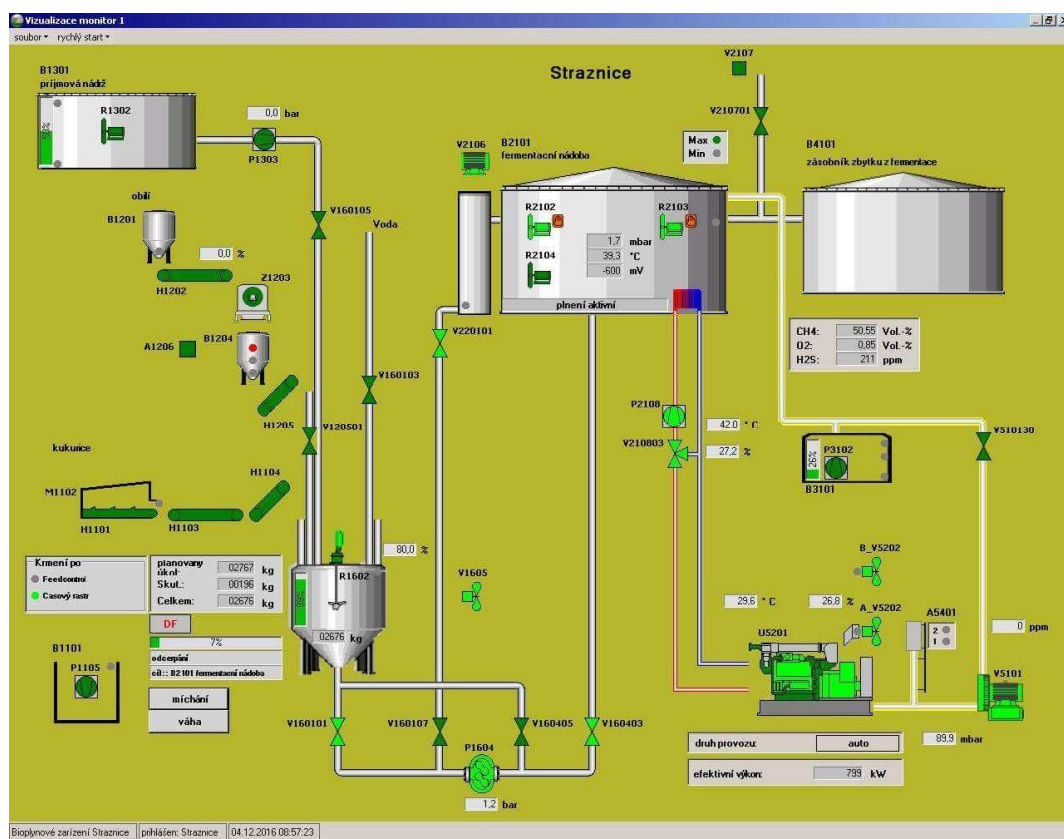 Vizualizace monitor 1
soubor rychlý start
Straznice
B1301
príjmová nádrž
R1302
0,0 bar
P1303
V2107
V210701
Max
Min
B4101
zásobník zbytku z fermentace
V2106
B2101
fermentacní nádoba
R2102
R2103
1,7 mbar
39,3 °C
-600 mV
R2104
plnení aktivní
obilí
B1201
V160105
Voda
0,0 %
H1202
Z1203
A1206
B1204
V220101
H1205
V120501
V160103
CH4: 50,55 Vol.-%
O2: 0,85 Vol.-%
H2S: 211 ppm
P2108
42,0 °C
V210803
27,2 %
P3102
26%
B3101
V510130
kukurice
M1102
H1104
H1101
H1103
80,0 %
Krmení po
Feedcontrol
Casový rastr
planovany
úkol: 02767 kg
Skut.: 00196 kg
Celkem: 02676 kg
DF
7%
odcerpání
cíl:: B2101 fermentacní nádoba
míchání
váha
R1602
02676 kg
V1605
B_V5202
A_V5202
29,6 °C
26,8 %
A5401
2
1
0 ppm
U5201
V5101
89,9 mbar
B1101
P1105
V160101
V160107
V160405
V160403
P1604
1,2 bar
druh provozu: auto
efektivní výkon: 799 kW
Bioplynové zarízení Straznice prihlášen: Straznice 04.12.2016 08:57:23